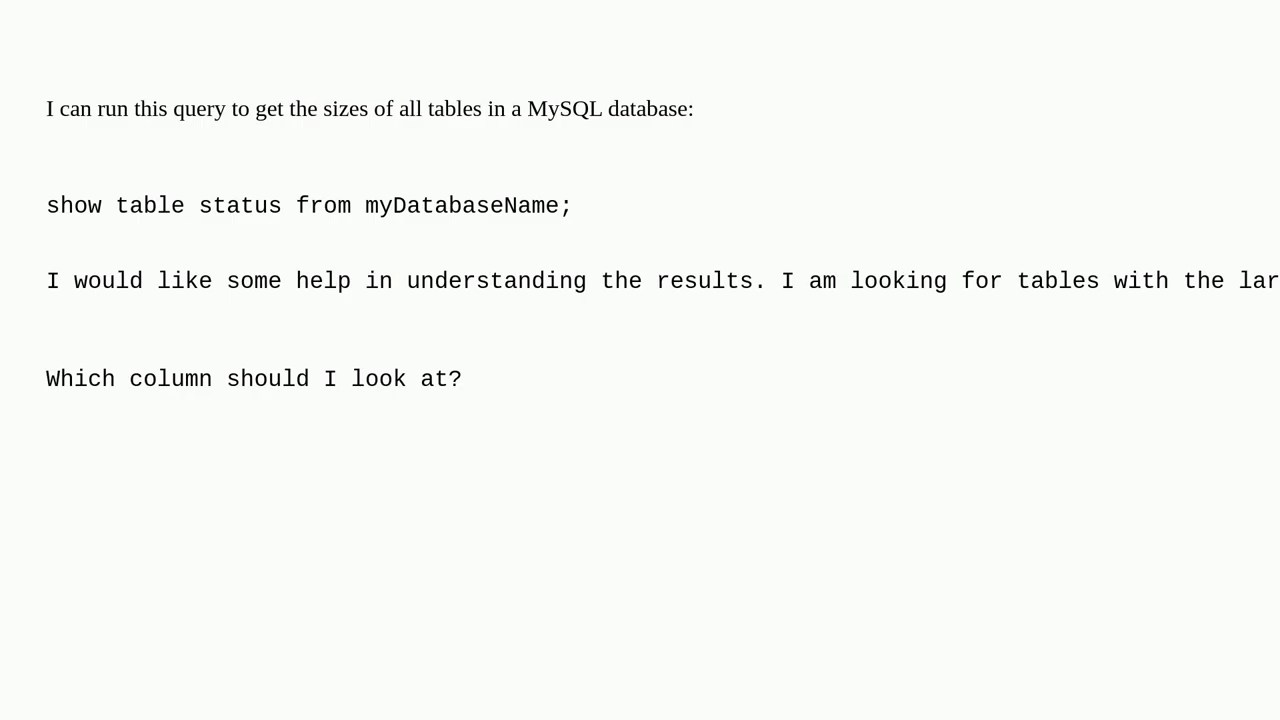 I can run this query to get the sizes of all tables in a MySQL database:
show table status from myDatabaseName;
I would like some help in understanding the results. I am looking for tables with the
Which column should I look at?